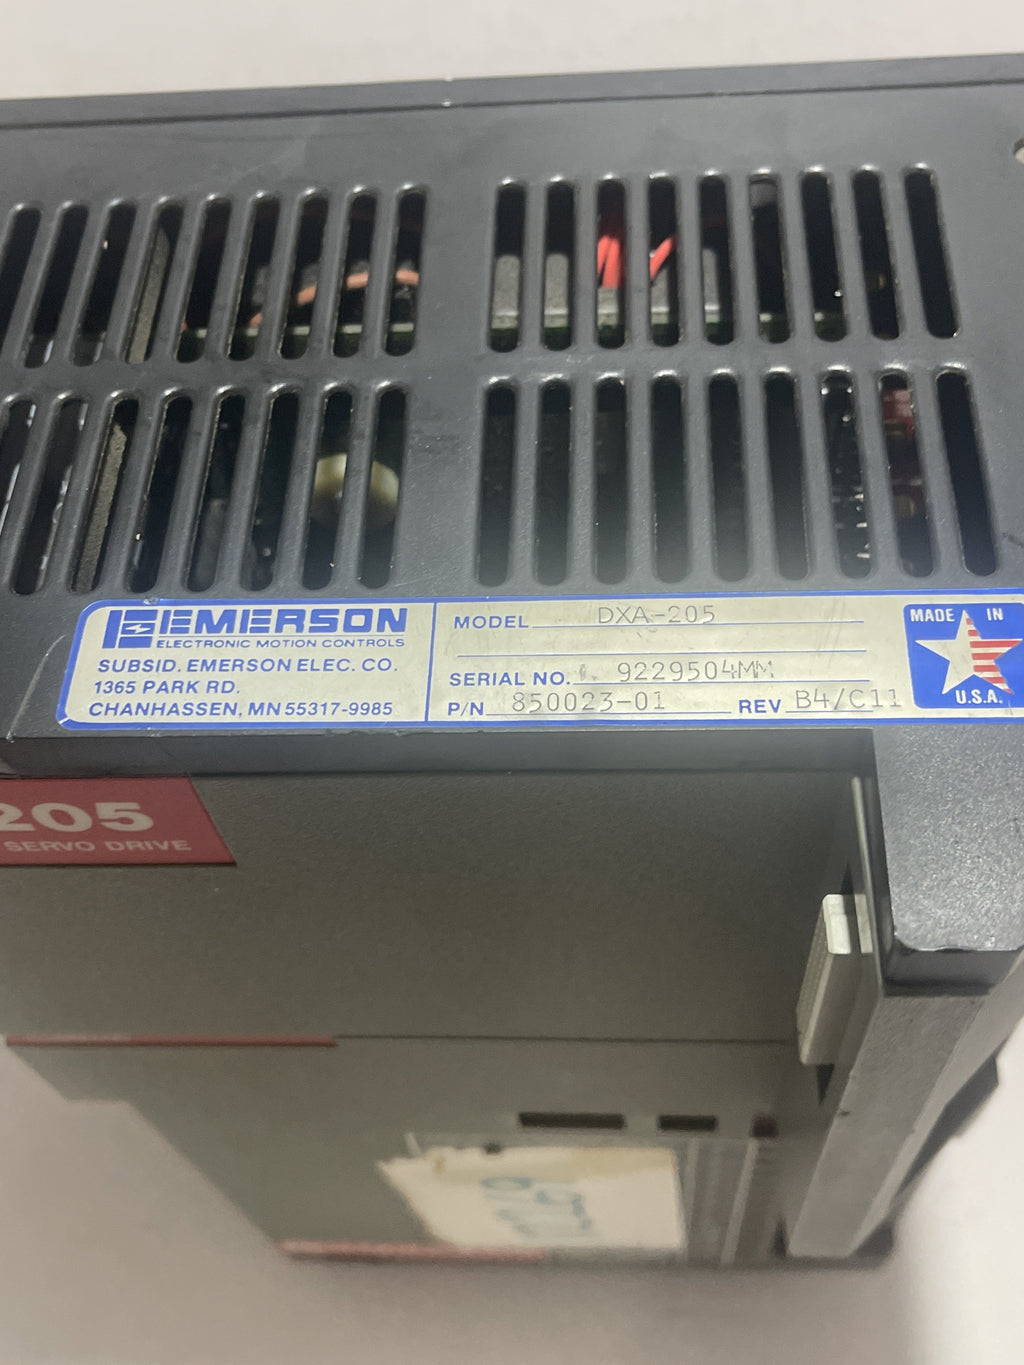 EMERSON
ELECTRONIC MOTION CONTROLS
SUBSID. EMERSON ELEC. CO.
1365 PARK RD.
CHANHASSEN, MN 55317-9985
MODEL DXA-205
SERIAL NO. 9229504MM
P/N 850023-01 REV B4/C11
MADE IN
U.S.A.
205
SERVO DRIVE